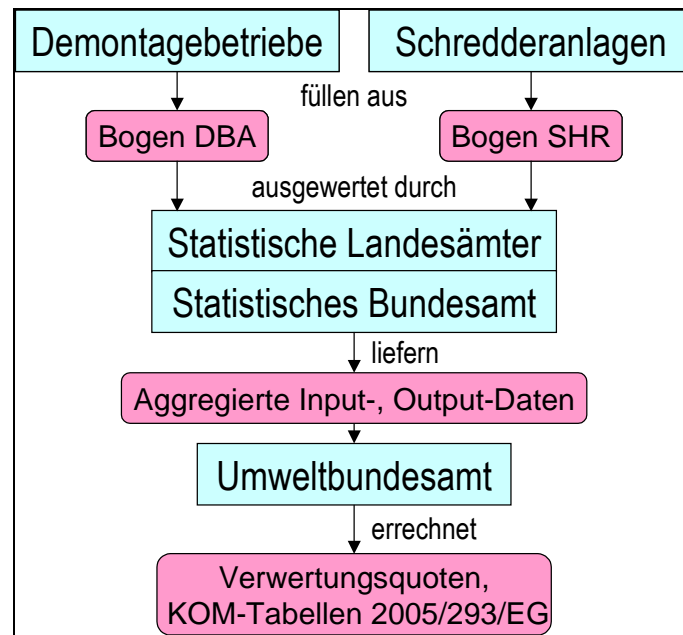 Demontagebetriebe
Schredderanlagen
füllen aus
Bogen DBA
Bogen SHR
ausgewertet durch
Statistische Landesämter
Statistisches Bundesamt
liefern
Aggregierte Input-, Output-Daten
Umweltbundesamt
errechnet
Verwertungsquoten,
KOM-Tabellen 2005/293/EG